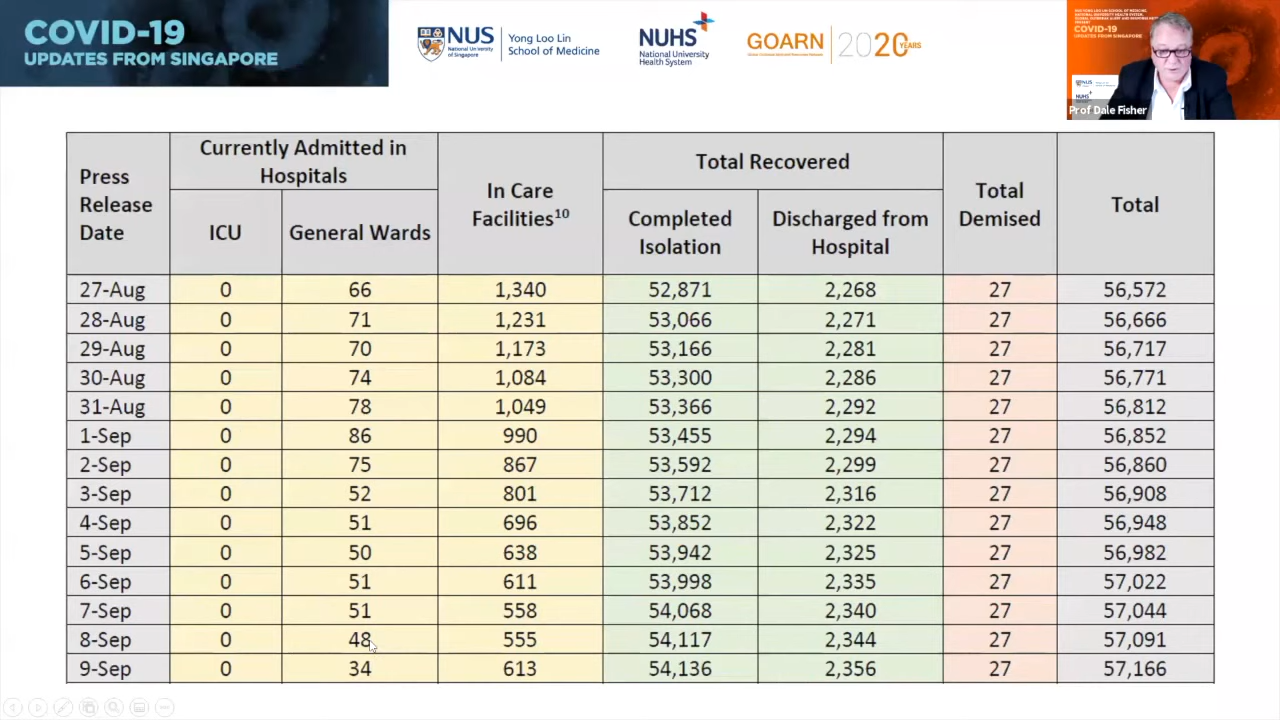 COVID-19
UPDATES FROM SINGAPORE
NUS
National University
of Singapore
Yong Loo Lin
School of Medicine
NUHS
National University
Health System
GOARN
2020 YEARS
COVID-19
UPDATES FROM SINGAPORE
NUS
NUHS
Prof Dale Fisher
Press Release Date
Currently Admitted in Hospitals
In Care Facilities10
Total Recovered
Total Demised
Total
ICU
General Wards
Completed Isolation
Discharged from Hospital
27-Aug 0 66 1,340 52,871 2,268 27 56,572
28-Aug 0 71 1,231 53,066 2,271 27 56,666
29-Aug 0 70 1,173 53,166 2,281 27 56,717
30-Aug 0 74 1,084 53,300 2,286 27 56,771
31-Aug 0 78 1,049 53,366 2,292 27 56,812
1-Sep 0 86 990 53,455 2,294 27 56,852
2-Sep 0 75 867 53,592 2,299 27 56,860
3-Sep 0 52 801 53,712 2,316 27 56,908
4-Sep 0 51 696 53,852 2,322 27 56,948
5-Sep 0 50 638 53,942 2,325 27 56,982
6-Sep 0 51 611 53,998 2,335 27 57,022
7-Sep 0 51 558 54,068 2,340 27 57,044
8-Sep 0 48 555 54,117 2,344 27 57,091
9-Sep 0 34 613 54,136 2,356 27 57,166